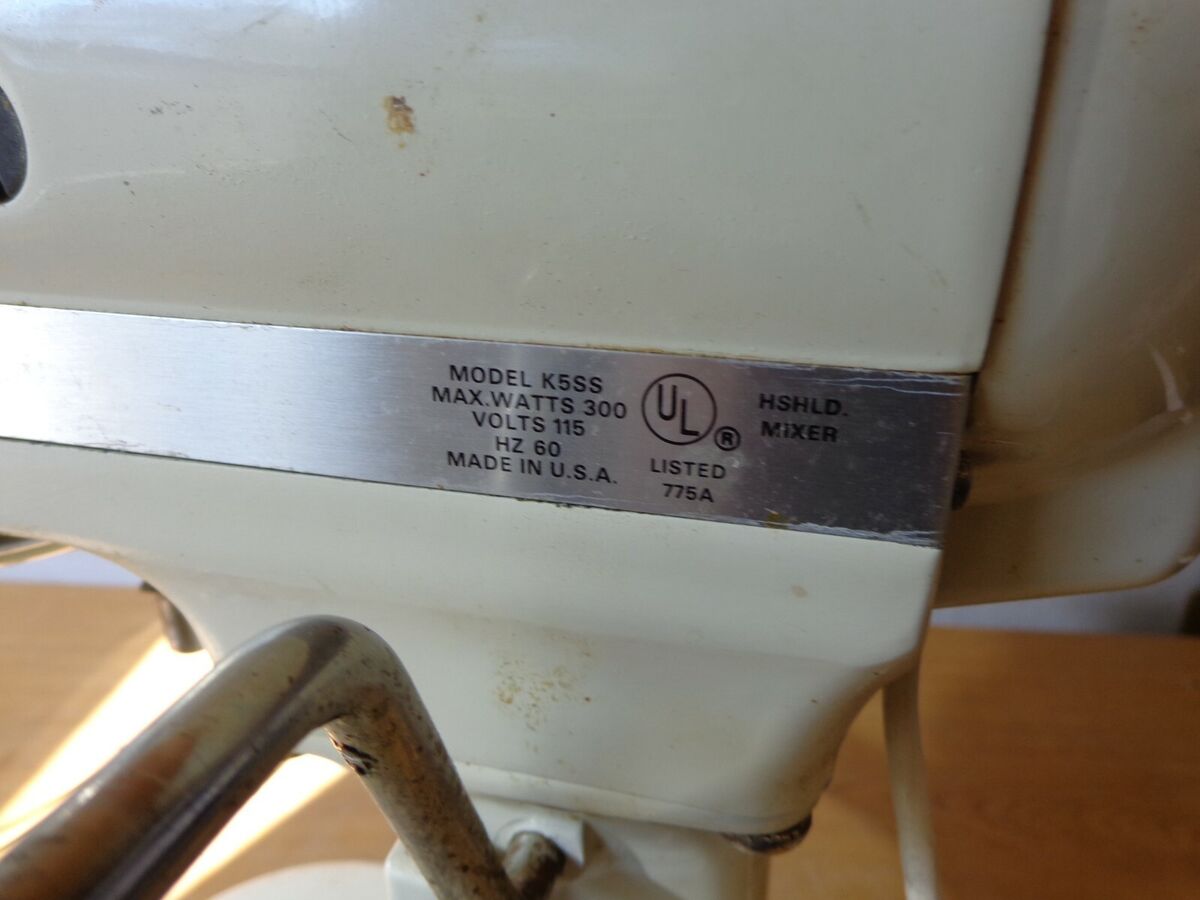 MODEL K5SS
MAX.WATTS 300
VOLTS 115
HZ 60
MADE IN U.S.A.
UL ®
LISTED
775A
HSHLD.
MIXER